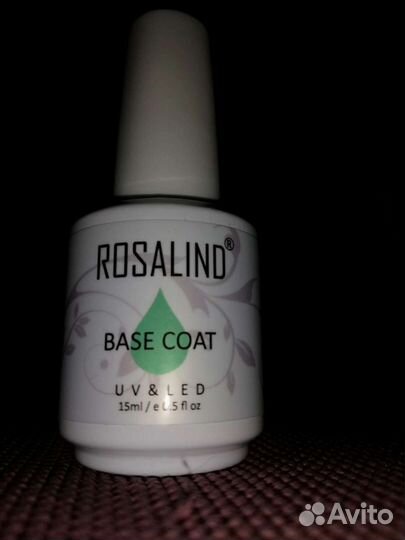 ROSALIND®
BASE COAT
UV & LED
15ml / e 0.5 fl oz
Avito